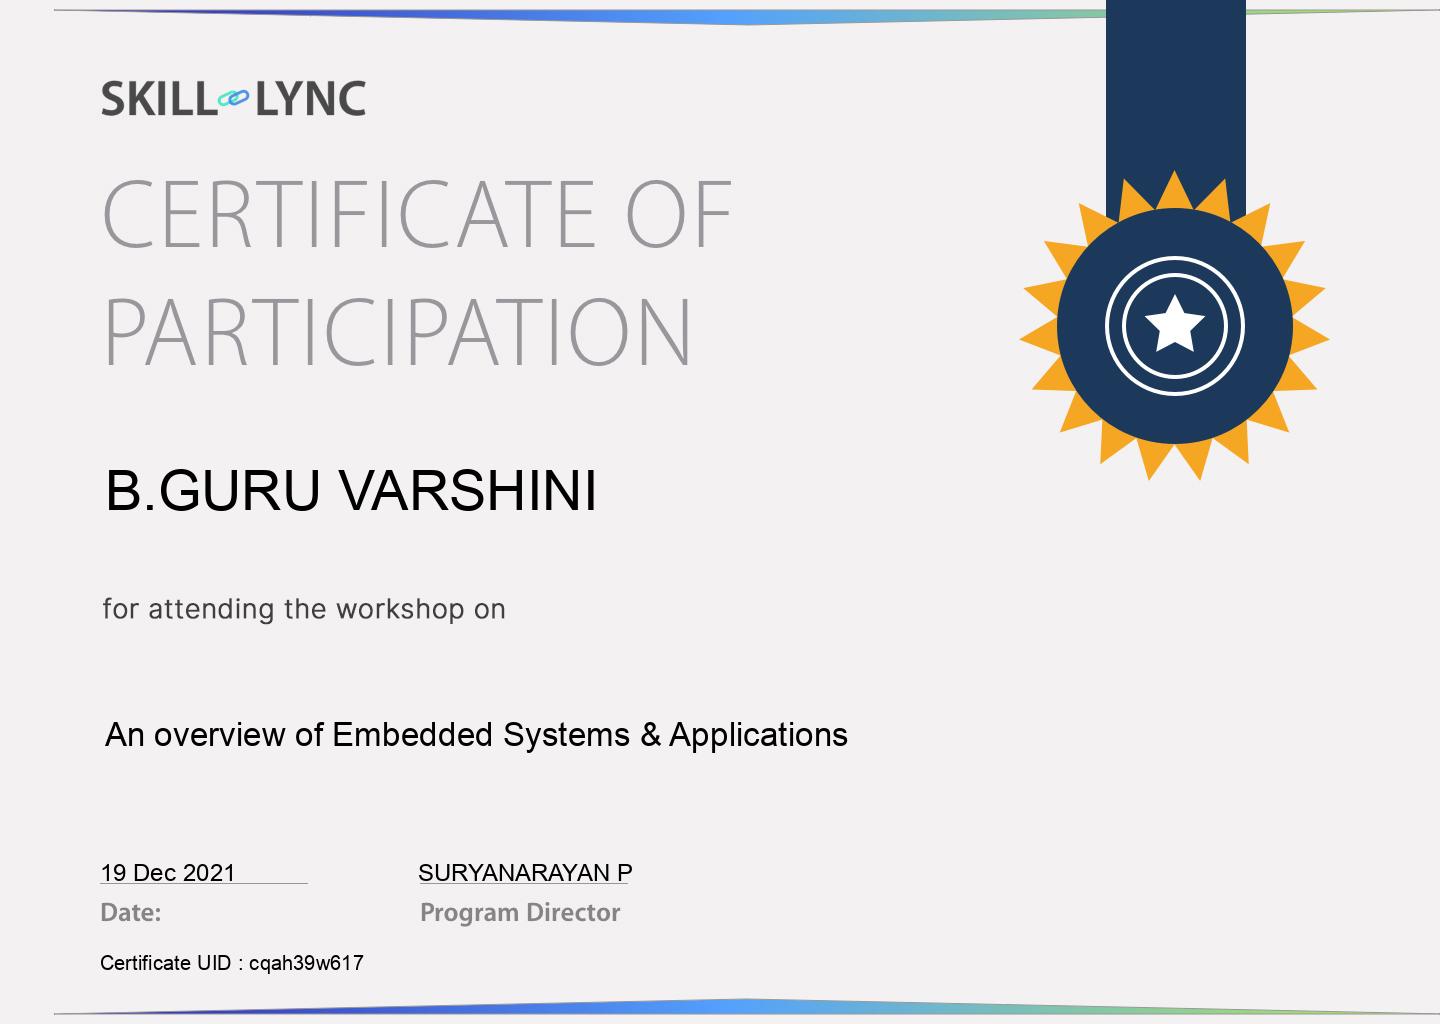 SKILL LYNC
CERTIFICATE OF
PARTICIPATION
B.GURU VARSHINI
for attending the workshop on
An overview of Embedded Systems & Applications
19 Dec 2021
SURYANARAYAN P
Date:
Program Director
Certificate UID : cqah39w617